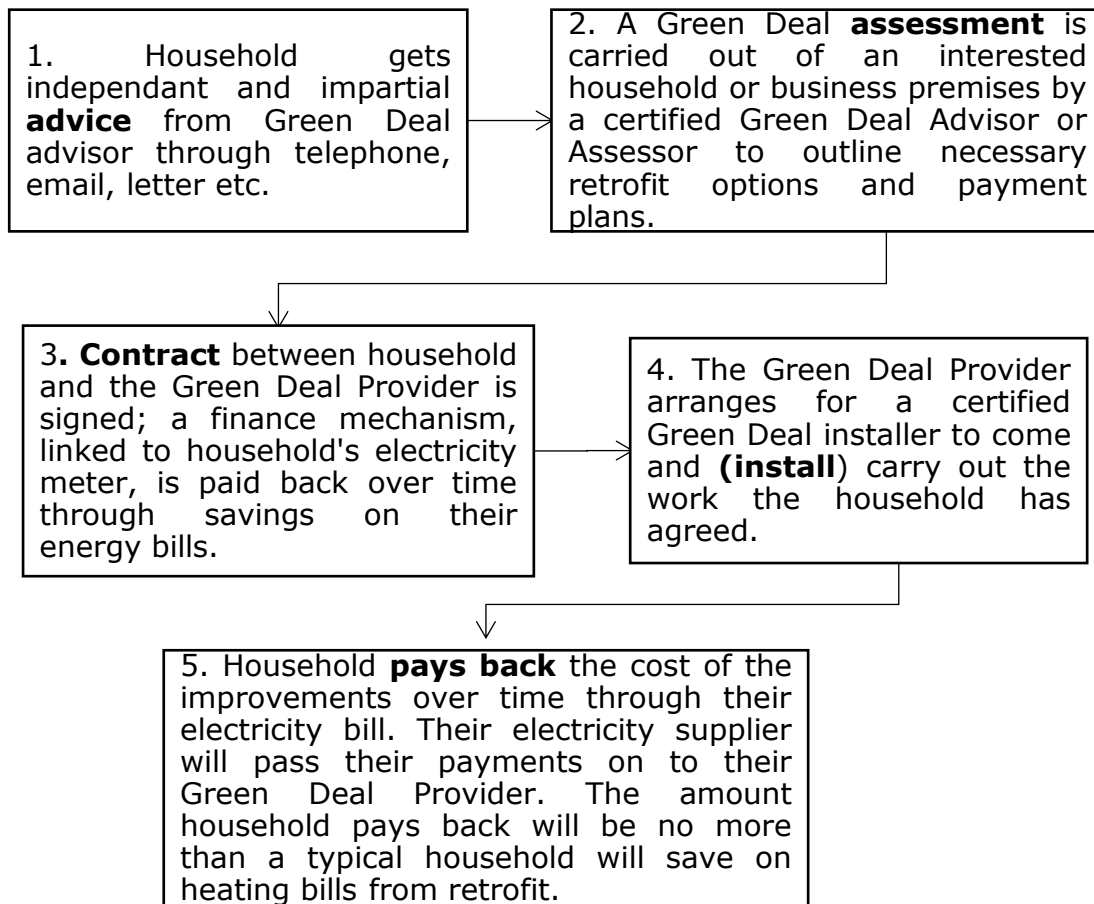 1. Household gets
independant and impartial
advice from Green Deal
advisor through telephone,
email, letter etc.
2. A Green Deal assessment is
carried out of an interested
household or business premises by
a certified Green Deal Advisor or
Assessor to outline necessary
retrofit options and payment
plans.
3. Contract between household
and the Green Deal Provider is
signed; a finance mechanism,
linked to household's electricity
meter, is paid back over time
through savings on their
energy bills.
4. The Green Deal Provider
arranges for a certified
Green Deal installer to come
and (install) carry out the
work the household has
agreed.
5. Household pays back the cost of the
improvements over time through their
electricity bill. Their electricity supplier
will pass their payments on to their
Green Deal Provider. The amount
household pays back will be no more
than a typical household will save on
heating bills from retrofit.